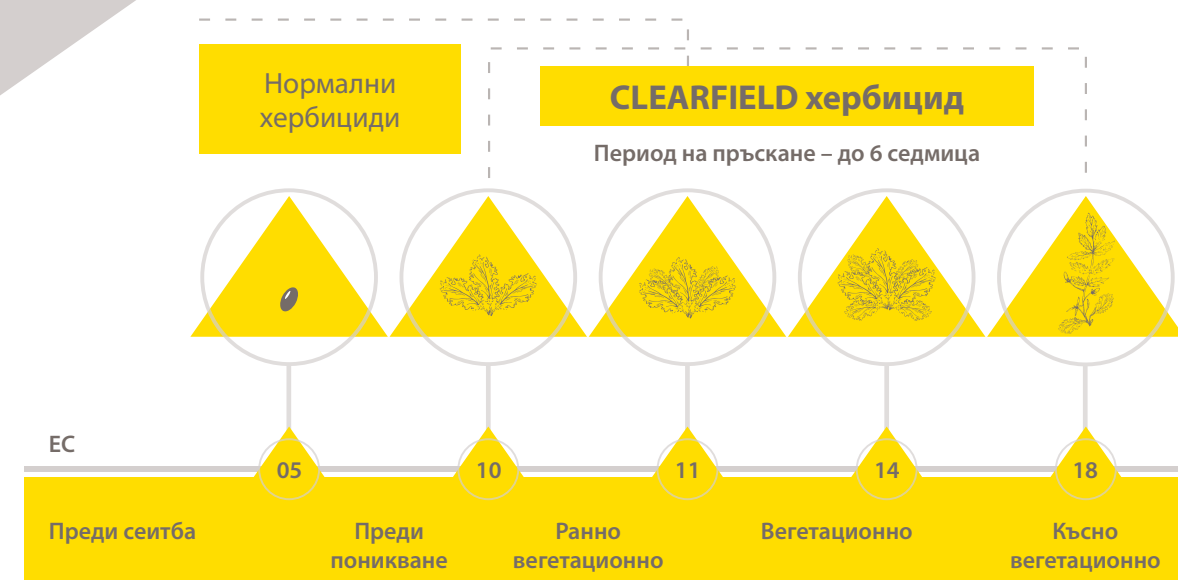 Нормални
хербициди
CLEARFIELD хербицид
Период на пръскане – до 6 седмица
ЕС
05
10
11
14
18
Преди сеитба
Преди
поникване
Ранно
вегетационно
Вегетационно
Късно
вегетационно